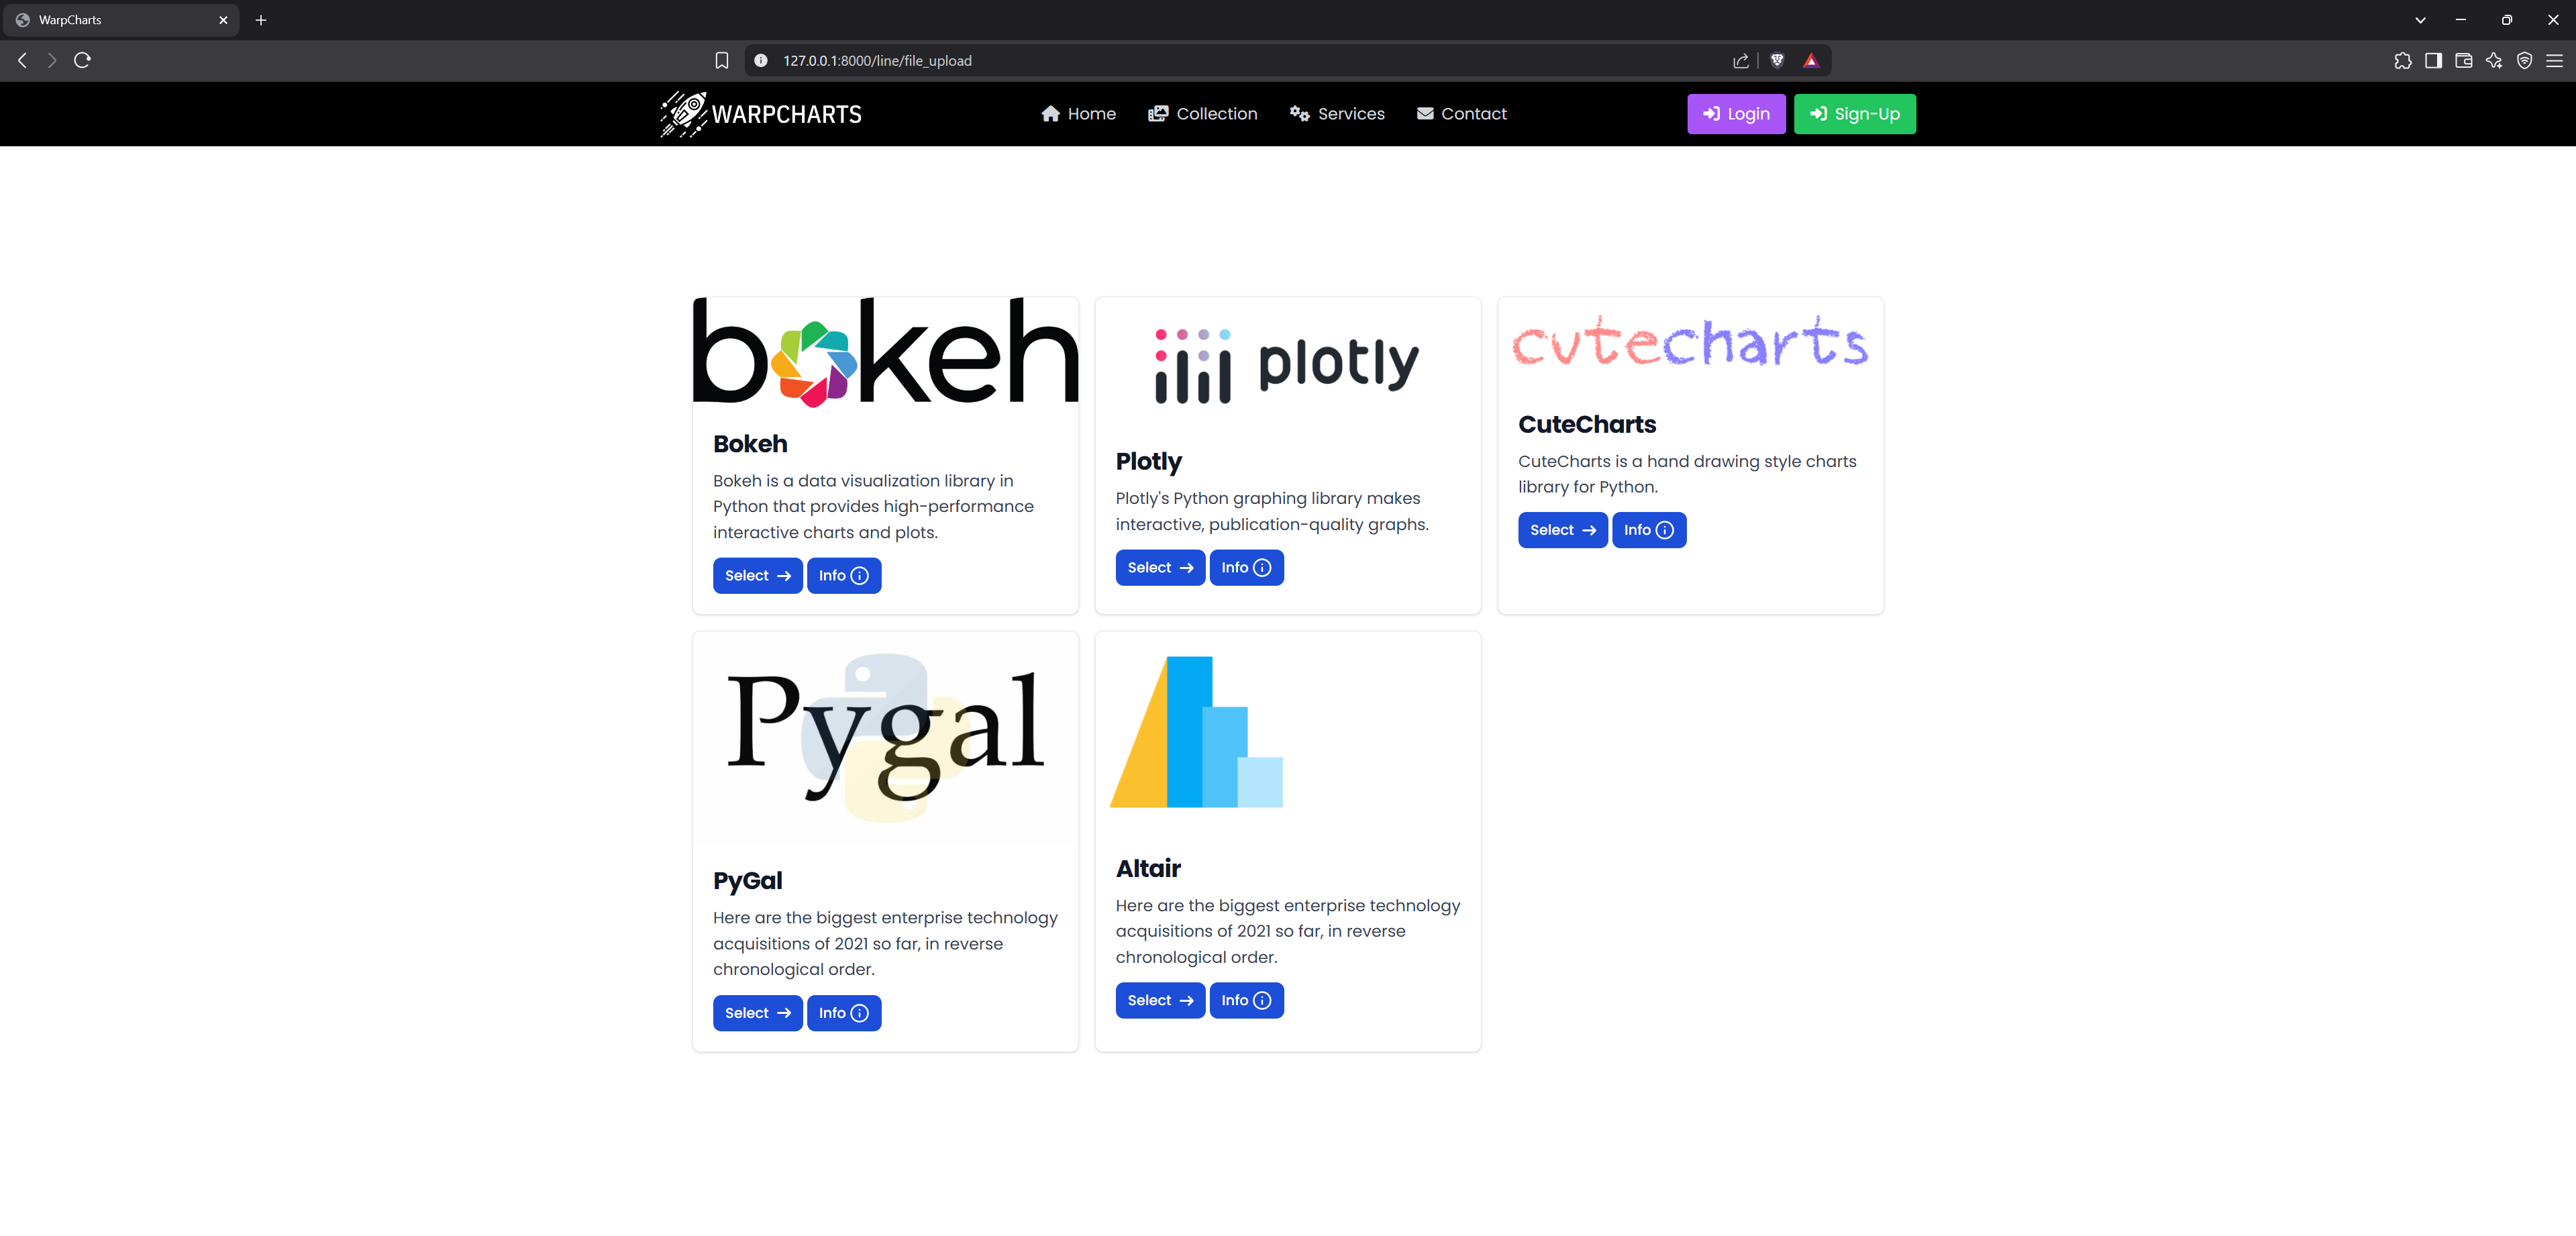 WarpCharts
127.0.0.1:8000/line/file_upload
WARPCHARTS
Home
Collection
Services
Contact
Login
Sign-Up
bokeh
Bokeh
Bokeh is a data visualization library in
Python that provides high-performance
interactive charts and plots.
Select
Info
plotly
Plotly
Plotly's Python graphing library makes
interactive, publication-quality graphs.
Select
Info
cutecharts
CuteCharts
CuteCharts is a hand drawing style charts
library for Python.
Select
Info
Pygal
PyGal
Here are the biggest enterprise technology
acquisitions of 2021 so far, in reverse
chronological order.
Select
Info
Altair
Here are the biggest enterprise technology
acquisitions of 2021 so far, in reverse
chronological order.
Select
Info